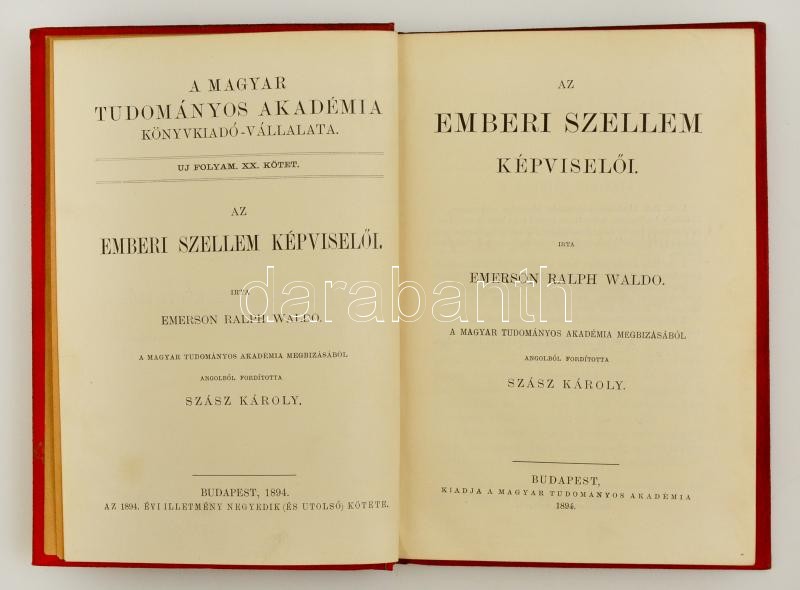 A MAGYAR
TUDOMÁNYOS AKADÉMIA
KÖNYVKIADÓ-VÁLLALATA.
UJ FOLYAM. XX. KÖTET.
AZ
EMBERI SZELLEM KÉPVISELŐI.
IRTA
EMERSON RALPH WALDO.
A MAGYAR TUDOMÁNYOS AKADÉMIA MEGBIZÁSÁBÓL
ANGOLBÓL FORDÍTOTTA
SZÁSZ KÁROLY.
BUDAPEST, 1894.
AZ 1894. ÉVI ILLETMÉNY NEGYEDIK (ÉS UTOLSÓ) KÖTETE.
AZ
EMBERI SZELLEM
KÉPVISELŐI.
IRTA
EMERSON RALPH WALDO.
A MAGYAR TUDOMÁNYOS AKADÉMIA MEGBIZÁSÁBÓL
ANGOLBÓL FORDITOTTA
SZÁSZ KÁROLY.
BUDAPEST,
KIADJA A MAGYAR TUDOMÁNYOS AKADÉMIA
1894.
darabanth